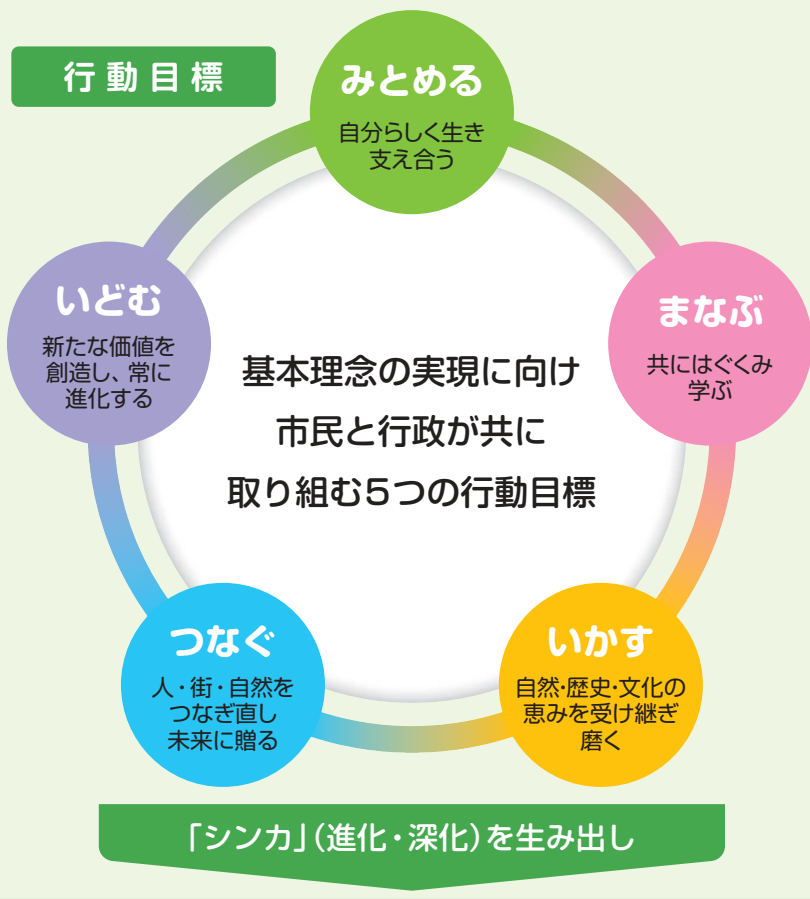 行動目標
みとめる
自分らしく生き
支え合う
まなぶ
共にはぐくみ
学ぶ
いかす
自然・歴史・文化の
恵みを受け継ぎ
磨く
つなぐ
人・街・自然を
つなぎ直し
未来に贈る
いどむ
新たな価値を
創造し、常に
進化する
基本理念の実現に向け
市民と行政が共に
取り組む5つの行動目標
「シンカ」(進化・深化)を生み出し